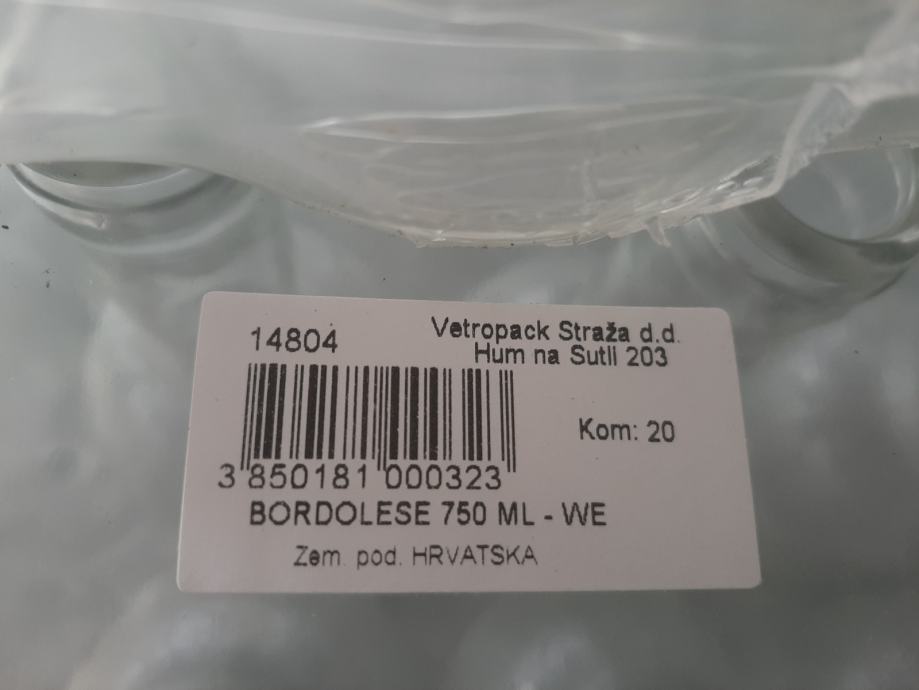 14804
Vetropack Straža d.d.
Hum na Sutli 203
Kom: 20
3 850181 000323
BORDOLESE 750 ML - WE
Zem. pod. HRVATSKA